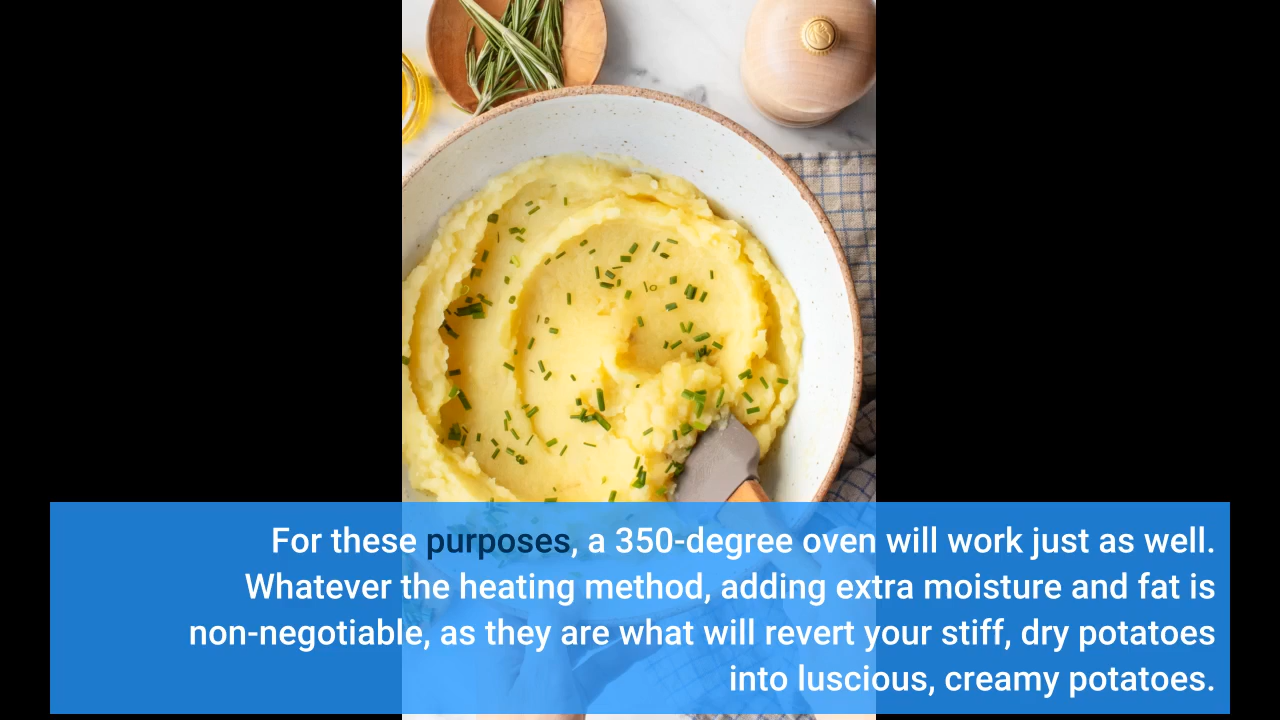 For these purposes, a 350-degree oven will work just as well.
Whatever the heating method, adding extra moisture and fat is
non-negotiable, as they are what will revert your stiff, dry potatoes
into luscious, creamy potatoes.